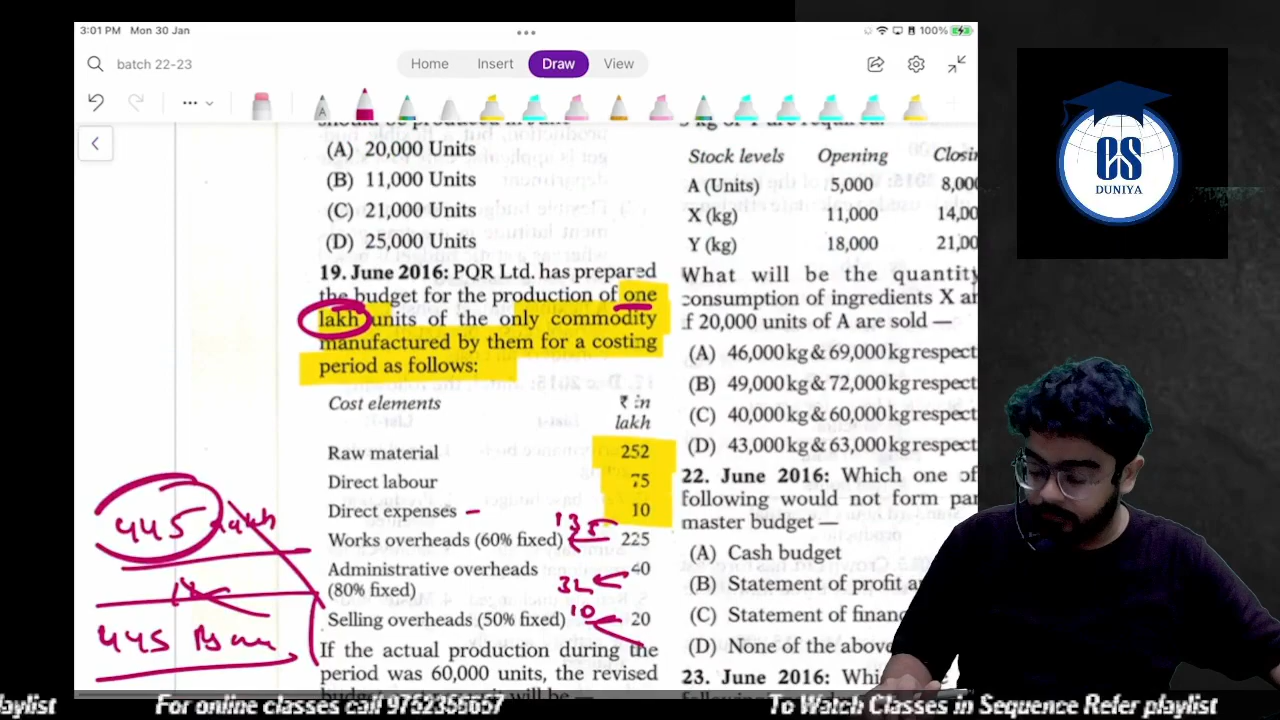 3:01 PM Mon 30 Jan
100%
batch 22-23
Home Insert Draw View
(A) 20,000 Units
(B) 11,000 Units
(C) 21,000 Units
(D) 25,000 Units
19. June 2016: PQR Ltd. has prepared
the budget for the production of one
lakh units of the only commodity
manufactured by them for a costing
period as follows:
Cost elements ₹ in
lakh
Raw material 252
Direct labour 75
Direct expenses 10
Works overheads (60% fixed) 135 225
Administrative overheads 40
(80% fixed) 32
Selling overheads (50% fixed) 10 20
If the actual production during the
period was 60,000 units, the revised
445 lakh
445
Stock levels Opening
A (Units) 5,000 8,00
X (kg) 11,000 14,00
Y (kg) 18,000 21,00
What will be the quantity
consumption of ingredients X
if 20,000 units of A are sold —
(A) 46,000 kg & 69,000 kg
(B) 49,000 kg & 72,000 kg
(C) 40,000 kg & 60,000 kg
(D) 43,000 kg & 63,000 kg
22. June 2016: Which one of
following would not form
master budget —
(A) Cash budget
(B) Statement of profit
(C) Statement of
(D) None of the above
23. June 2016:
CS
DUNIYA
For online classes call 9752356657
To Watch Classes in Sequence Refer playlist